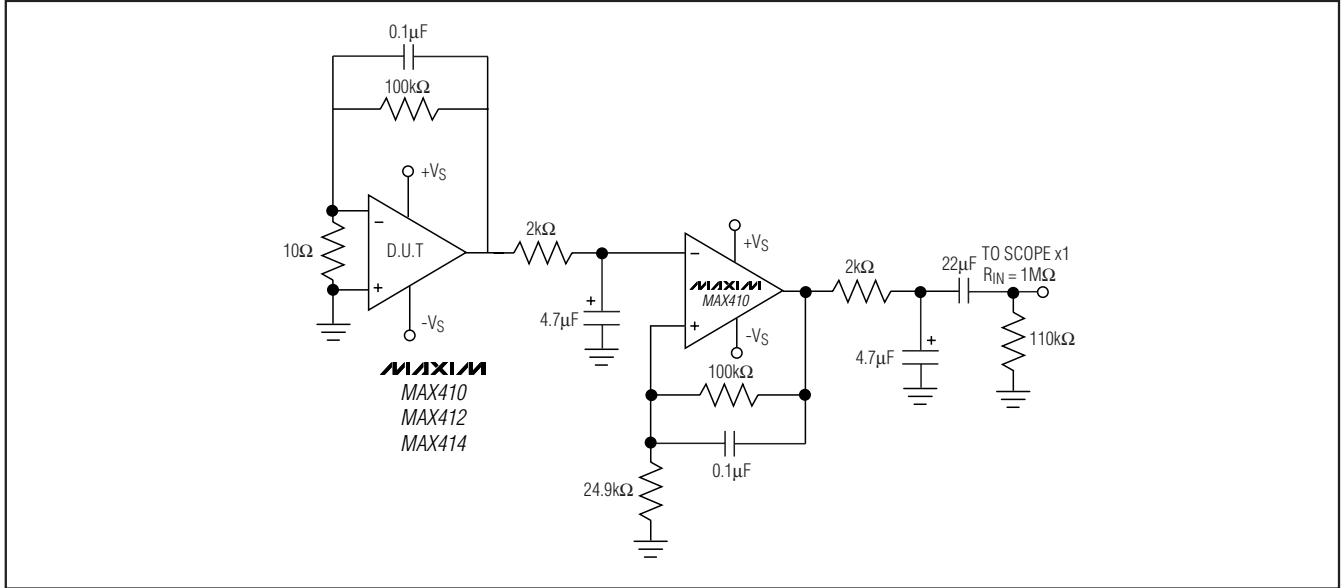 0.1µF
100kΩ
+VS
10Ω
−
D.U.T
+
-VS
MAXIM
MAX410
MAX412
MAX414
2kΩ
+
4.7µF
+VS
−
MAXIM
MAX410
+
-VS
100kΩ
0.1µF
24.9kΩ
2kΩ
+
4.7µF
22µF
TO SCOPE x1
RIN = 1MΩ
110kΩ